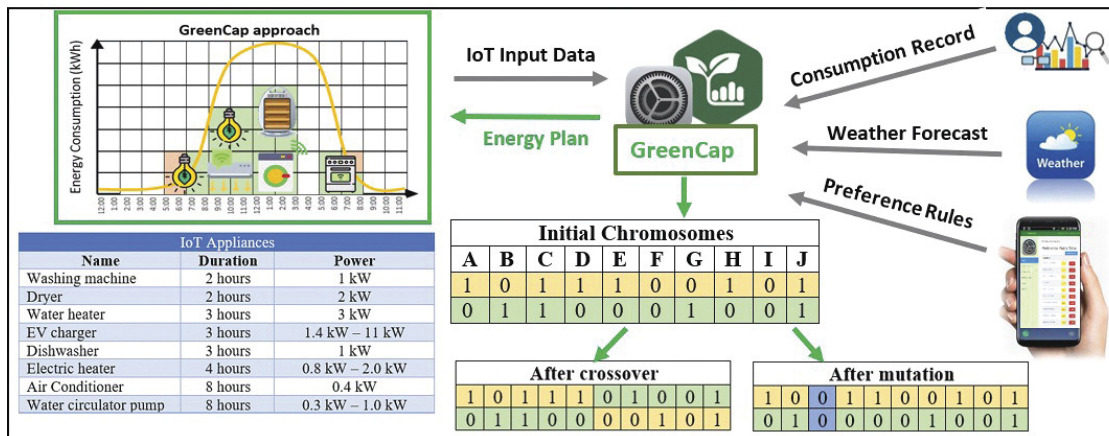 GreenCap approach
Energy Consumption (kWh)
12:00 1:00 2:00 3:00 4:00 5:00 6:00 7:00 8:00 9:00 10:00 11:00 12:00 1:00 2:00 3:00 4:00 5:00 6:00 7:00 8:00 9:00 10:00 11:00
IoT Input Data
Energy Plan
GreenCap
Consumption Record
Weather Forecast
Preference Rules
Weather
IoT Appliances
Name Duration Power
Washing machine 2 hours 1 kW
Dryer 2 hours 2 kW
Water heater 3 hours 3 kW
EV charger 3 hours 1.4 kW – 11 kW
Dishwasher 3 hours 1 kW
Electric heater 4 hours 0.8 kW – 2.0 kW
Air Conditioner 8 hours 0.4 kW
Water circulator pump 8 hours 0.3 kW – 1.0 kW
Initial Chromosomes
A B C D E F G H I J
1 0 1 1 1 0 0 1 0 1
0 1 1 0 0 0 1 0 0 1
After crossover
1 0 1 1 1 0 1 0 0 1
0 1 1 0 0 0 0 1 0 1
After mutation
1 0 0 1 1 0 0 1 0 1
0 1 0 0 0 0 1 0 0 1